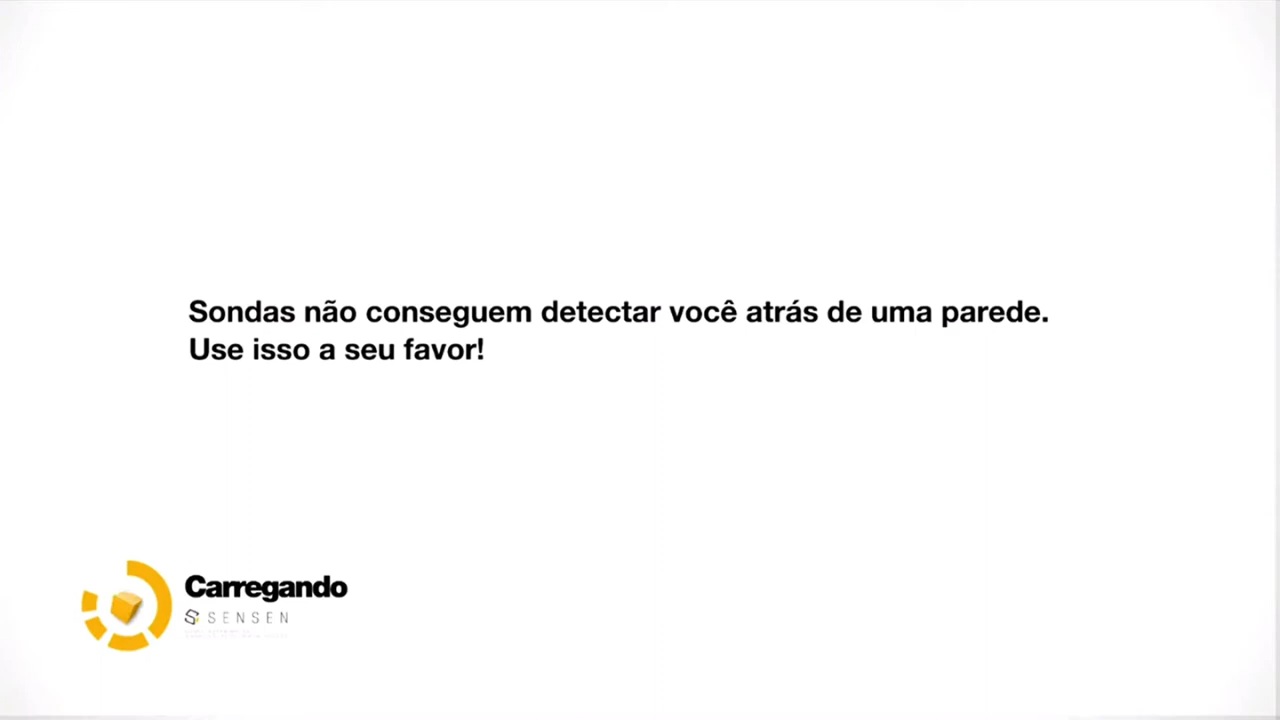 Sondas não conseguem detectar você atrás de uma parede.
Use isso a seu favor!
Carregando
SENSEN